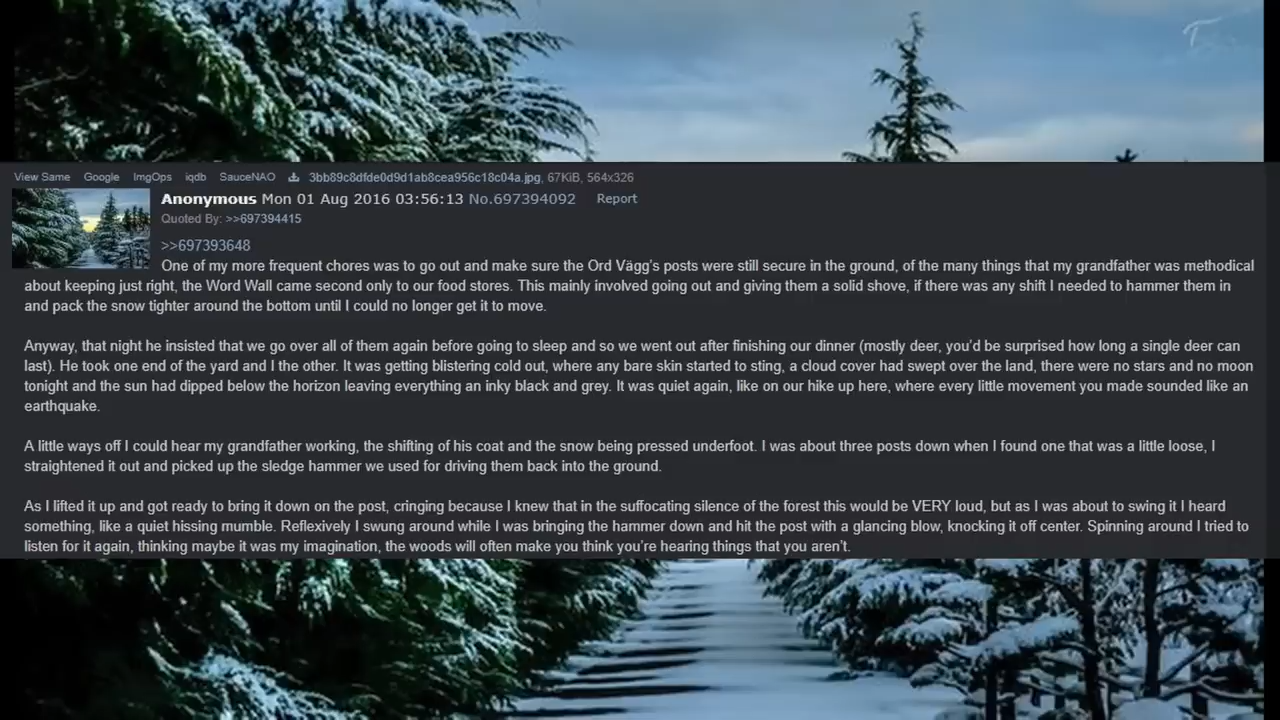 View Same Google ImgOps iqdb SauceNAO 3bb89c8dfde0d9d1ab8cea956c18c04a.jpg, 67KiB, 564x326
Anonymous Mon 01 Aug 2016 03:56:13 No.697394092 Report
Quoted By: >>697394415
>>697393648
One of my more frequent chores was to go out and make sure the Ord Vägg's posts were still secure in the ground, of the many things that my grandfather was methodical
about keeping just right, the Word Wall came second only to our food stores. This mainly involved going out and giving them a solid shove, if there was any shift I needed to hammer them in
and pack the snow tighter around the bottom until I could no longer get it to move.
Anyway, that night he insisted that we go over all of them again before going to sleep and so we went out after finishing our dinner (mostly deer, you'd be surprised how long a single deer can
last). He took one end of the yard and I the other. It was getting blistering cold out, where any bare skin started to sting, a cloud cover had swept over the land, there were no stars and no moon
tonight and the sun had dipped below the horizon leaving everything an inky black and grey. It was quiet again, like on our hike up here, where every little movement you made sounded like an
earthquake.
A little ways off I could hear my grandfather working, the shifting of his coat and the snow being pressed underfoot. I was about three posts down when I found one that was a little loose, I
straightened it out and picked up the sledge hammer we used for driving them back into the ground.
As I lifted it up and got ready to bring it down on the post, cringing because I knew that in the suffocating silence of the forest this would be VERY loud, but as I was about to swing it I heard
something, like a quiet hissing mumble. Reflexively I swung around while I was bringing the hammer down and hit the post with a glancing blow, knocking it off center. Spinning around I tried to
listen for it again, thinking maybe it was my imagination, the woods will often make you think you're hearing things that you aren't.